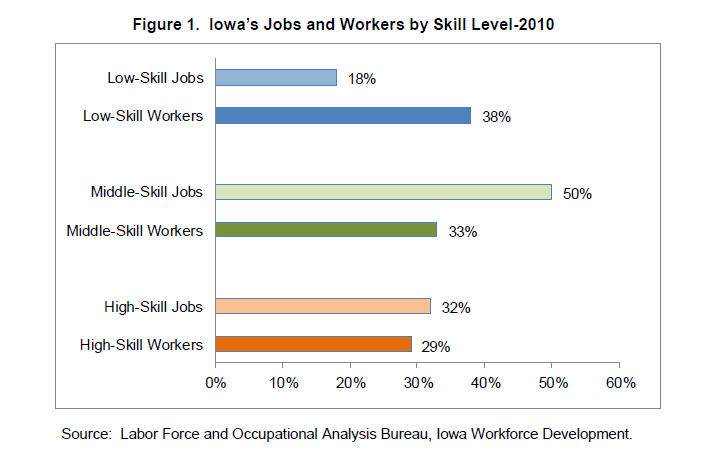 Figure 1.  Iowa's Jobs and Workers by Skill Level-2010
Low-Skill Jobs 18%
Low-Skill Workers 38%
Middle-Skill Jobs 50%
Middle-Skill Workers 33%
High-Skill Jobs 32%
High-Skill Workers 29%
0% 10% 20% 30% 40% 50% 60%
Source:  Labor Force and Occupational Analysis Bureau, Iowa Workforce Development.